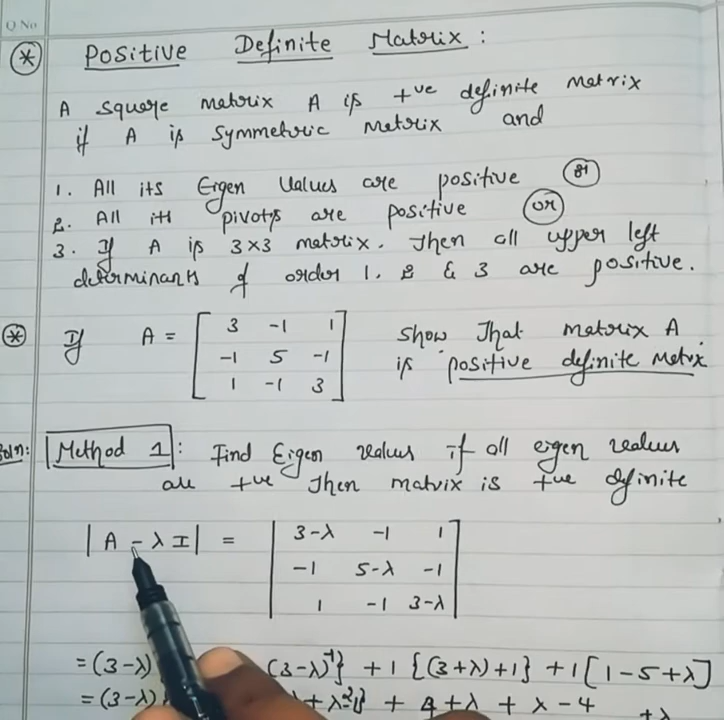 Q No
* Positive Definite Matrix :
A square matrix A is +ve definite matrix
if A is symmetric matrix and
1. All its Eigen values are positive or
2. All its pivots are positive or
3. If A is 3×3 matrix. Then all upper left
determinants of order 1, 2 & 3 are positive.
* If A = [ 3 -1 1 Show That matrix A
-1 5 -1 is positive definite Metrix
1 -1 3 ]
Soln: Method 1 : Find Eigen values if all eigen values
are +ve Then matrix is +ve dfinite
| A - λ I | = | 3-λ -1 1
-1 5-λ -1
1 -1 3-λ |
= (3-λ) (3-λ) } + 1 { (3+λ) + 1 } + 1 [ 1 - 5 + λ ]
= (3-λ) + 4 + λ + λ - 4
+λ